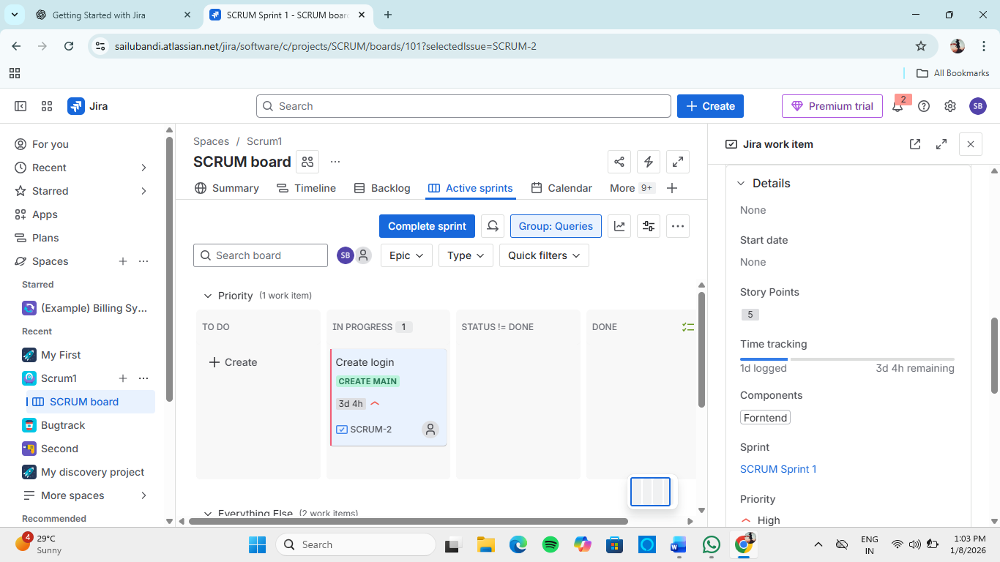 Getting Started with Jira
SCRUM Sprint 1 - SCRUM boar
sailubandi.atlassian.net/jira/software/c/projects/SCRUM/boards/101?selectedIssue=SCRUM-2
All Bookmarks
Jira
Search
Create
Premium trial
2
SB
For you
Recent
Starred
Apps
Plans
Spaces
Starred
(Example) Billing Sy...
Recent
My First
Scrum1
SCRUM board
Bugtrack
Second
My discovery project
More spaces
Recommended
Spaces / Scrum1
SCRUM board
Summary
Timeline
Backlog
Active sprints
Calendar
More 9+
Complete sprint
Group: Queries
Search board
SB
Epic
Type
Quick filters
Priority (1 work item)
TO DO
IN PROGRESS 1
STATUS != DONE
DONE
Create
Create login
CREATE MAIN
3d 4h
SCRUM-2
Everything Else (2 work items)
Jira work item
Details
None
Start date
None
Story Points
5
Time tracking
1d logged
3d 4h remaining
Components
Forntend
Sprint
SCRUM Sprint 1
Priority
High
4
29°C
Sunny
Search
ENG
IN
1:03 PM
1/8/2026